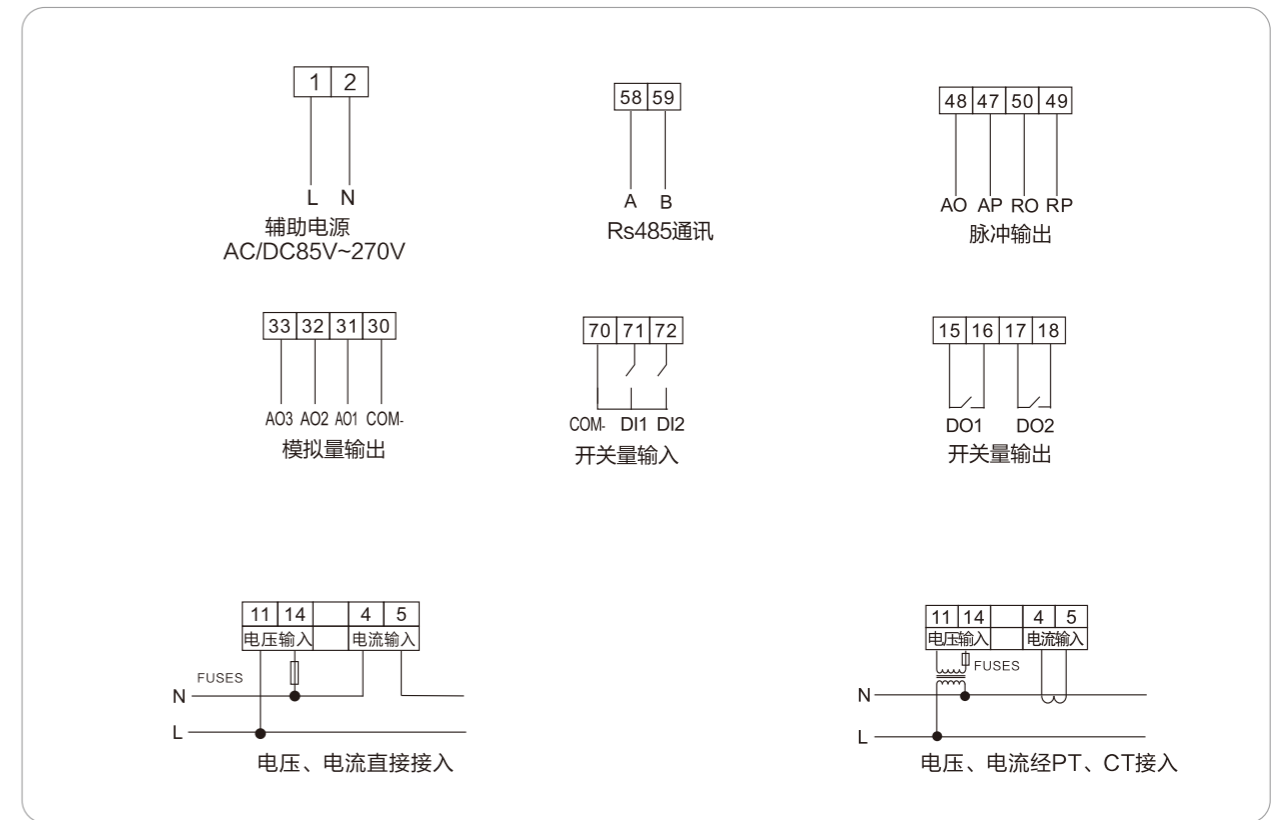 1 2
L N
辅助电源
AC/DC85V~270V
58 59
A B
Rs485通讯
48 47 50 49
AO AP RO RP
脉冲输出
33 32 31 30
AO3 AO2 AO1 COM-
模拟量输出
70 71 72
COM- DI1 DI2
开关量输入
15 16 17 18
DO1 DO2
开关量输出
11 14 4 5
电压输入 电流输入
FUSES
N
L
电压、电流直接接入
11 14 4 5
电压输入 电流输入
FUSES
N
L
电压、电流经PT、CT接入